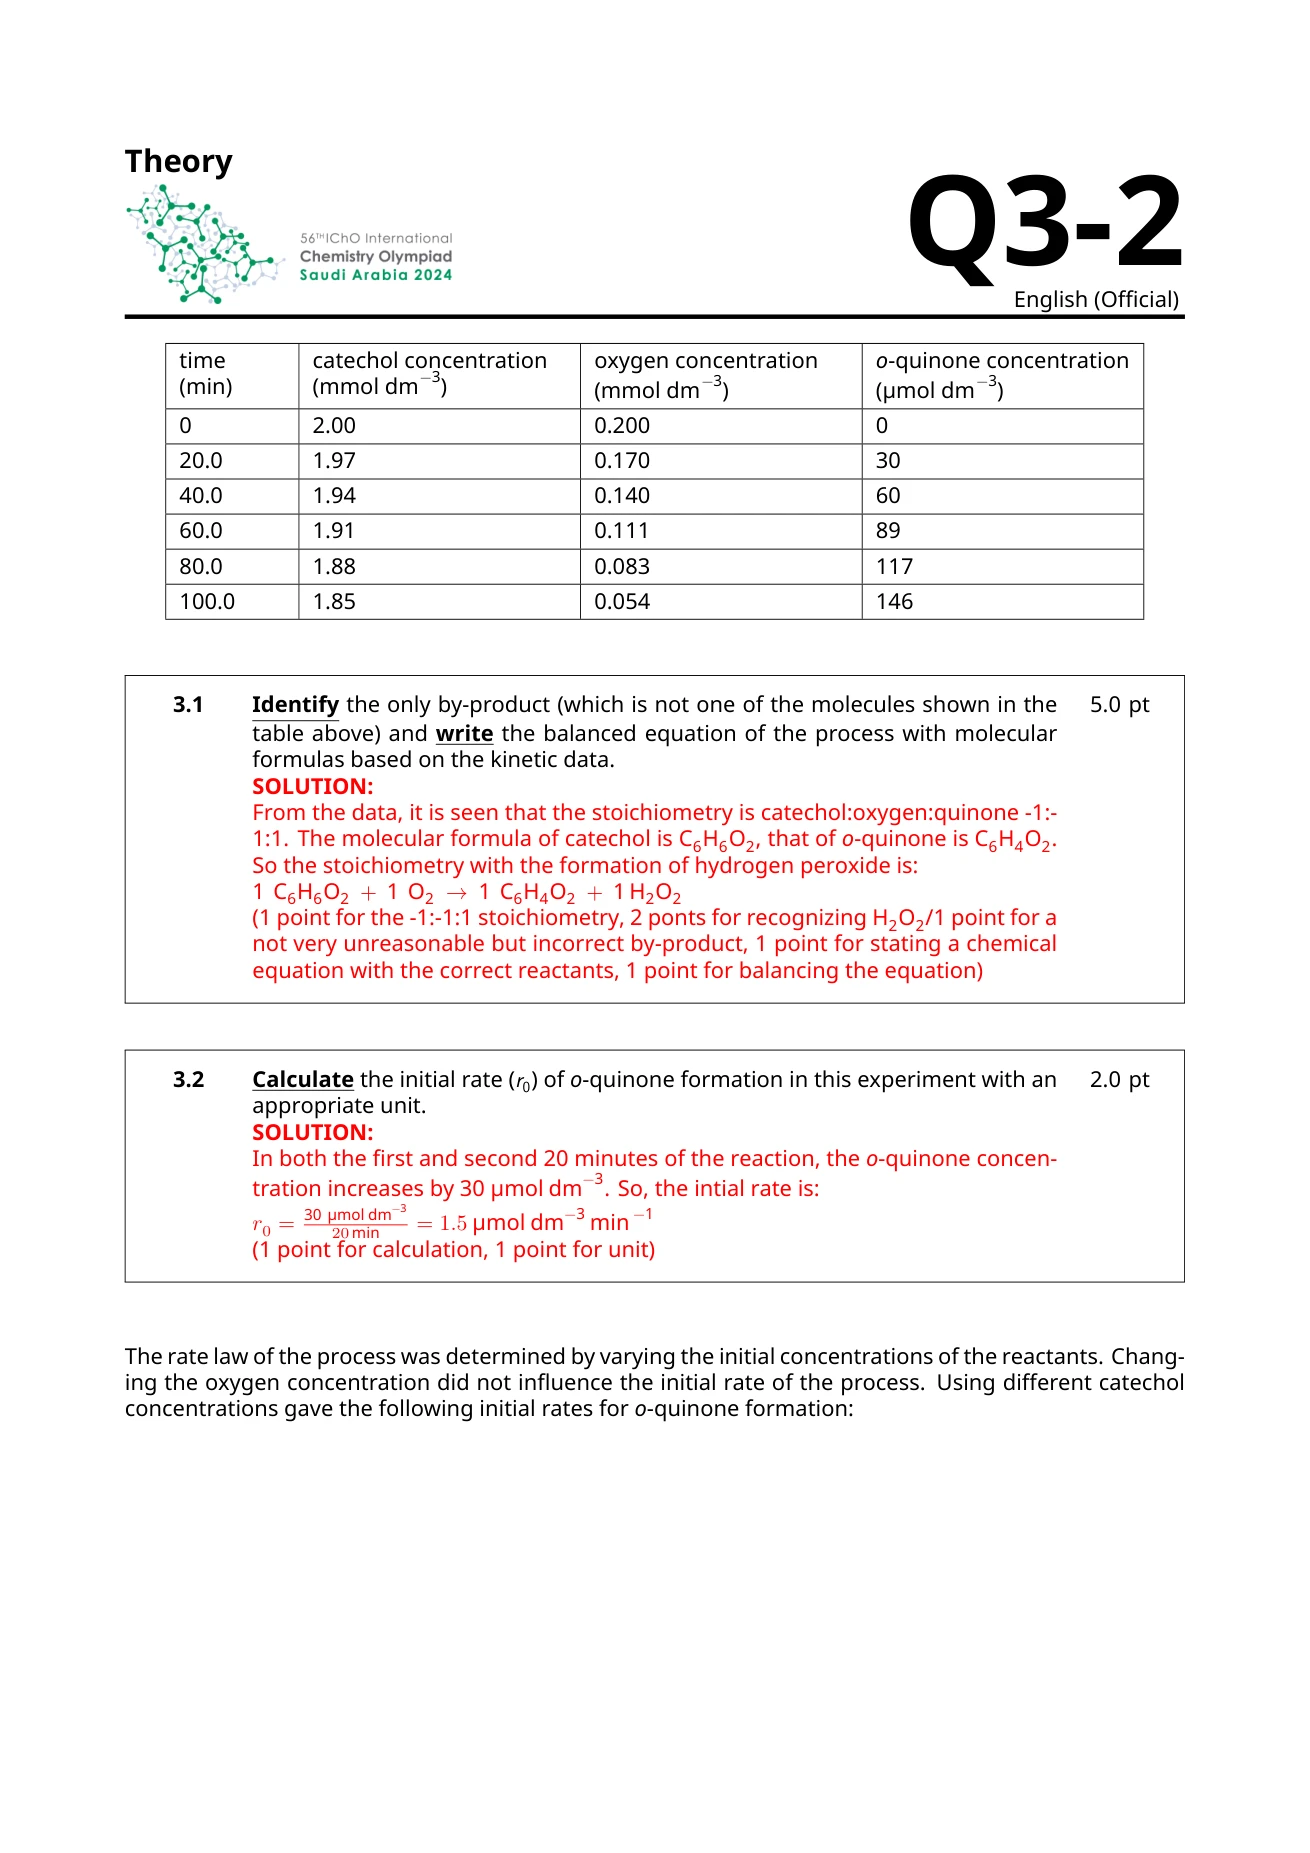 Theory
56THIChO International
Chemistry Olympiad
Saudi Arabia 2024
Q3-2
English (Official)
time (min) catechol concentration (mmol dm−3) oxygen concentration (mmol dm−3) o-quinone concentration (μmol dm−3)
0 2.00 0.200 0
20.0 1.97 0.170 30
40.0 1.94 0.140 60
60.0 1.91 0.111 89
80.0 1.88 0.083 117
100.0 1.85 0.054 146
3.1 Identify the only by-product (which is not one of the molecules shown in the 5.0 pt
table above) and write the balanced equation of the process with molecular
formulas based on the kinetic data.
SOLUTION:
From the data, it is seen that the stoichiometry is catechol:oxygen:quinone -1:-
1:1. The molecular formula of catechol is C6H6O2, that of o-quinone is C6H4O2.
So the stoichiometry with the formation of hydrogen peroxide is:
1 C6H6O2 + 1 O2 → 1 C6H4O2 + 1 H2O2
(1 point for the -1:-1:1 stoichiometry, 2 ponts for recognizing H2O2/1 point for a
not very unreasonable but incorrect by-product, 1 point for stating a chemical
equation with the correct reactants, 1 point for balancing the equation)
3.2 Calculate the initial rate (r0) of o-quinone formation in this experiment with an 2.0 pt
appropriate unit.
SOLUTION:
In both the first and second 20 minutes of the reaction, the o-quinone concen-
tration increases by 30 μmol dm−3. So, the intial rate is:
r0 = 30 μmol dm−3 / 20 min = 1.5 μmol dm−3 min −1
(1 point for calculation, 1 point for unit)
The rate law of the process was determined by varying the initial concentrations of the reactants. Chang-
ing the oxygen concentration did not influence the initial rate of the process. Using different catechol
concentrations gave the following initial rates for o-quinone formation: